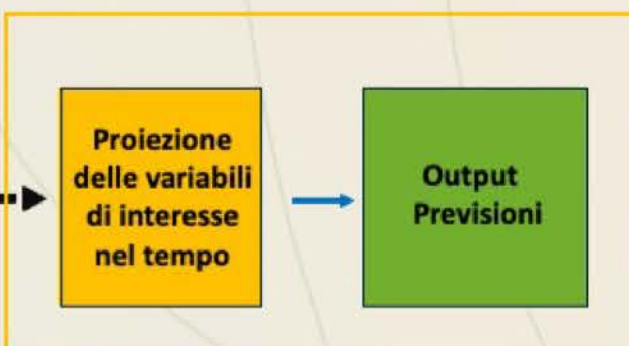 Proiezione
delle variabili
di interesse
nel tempo
Output
Previsioni